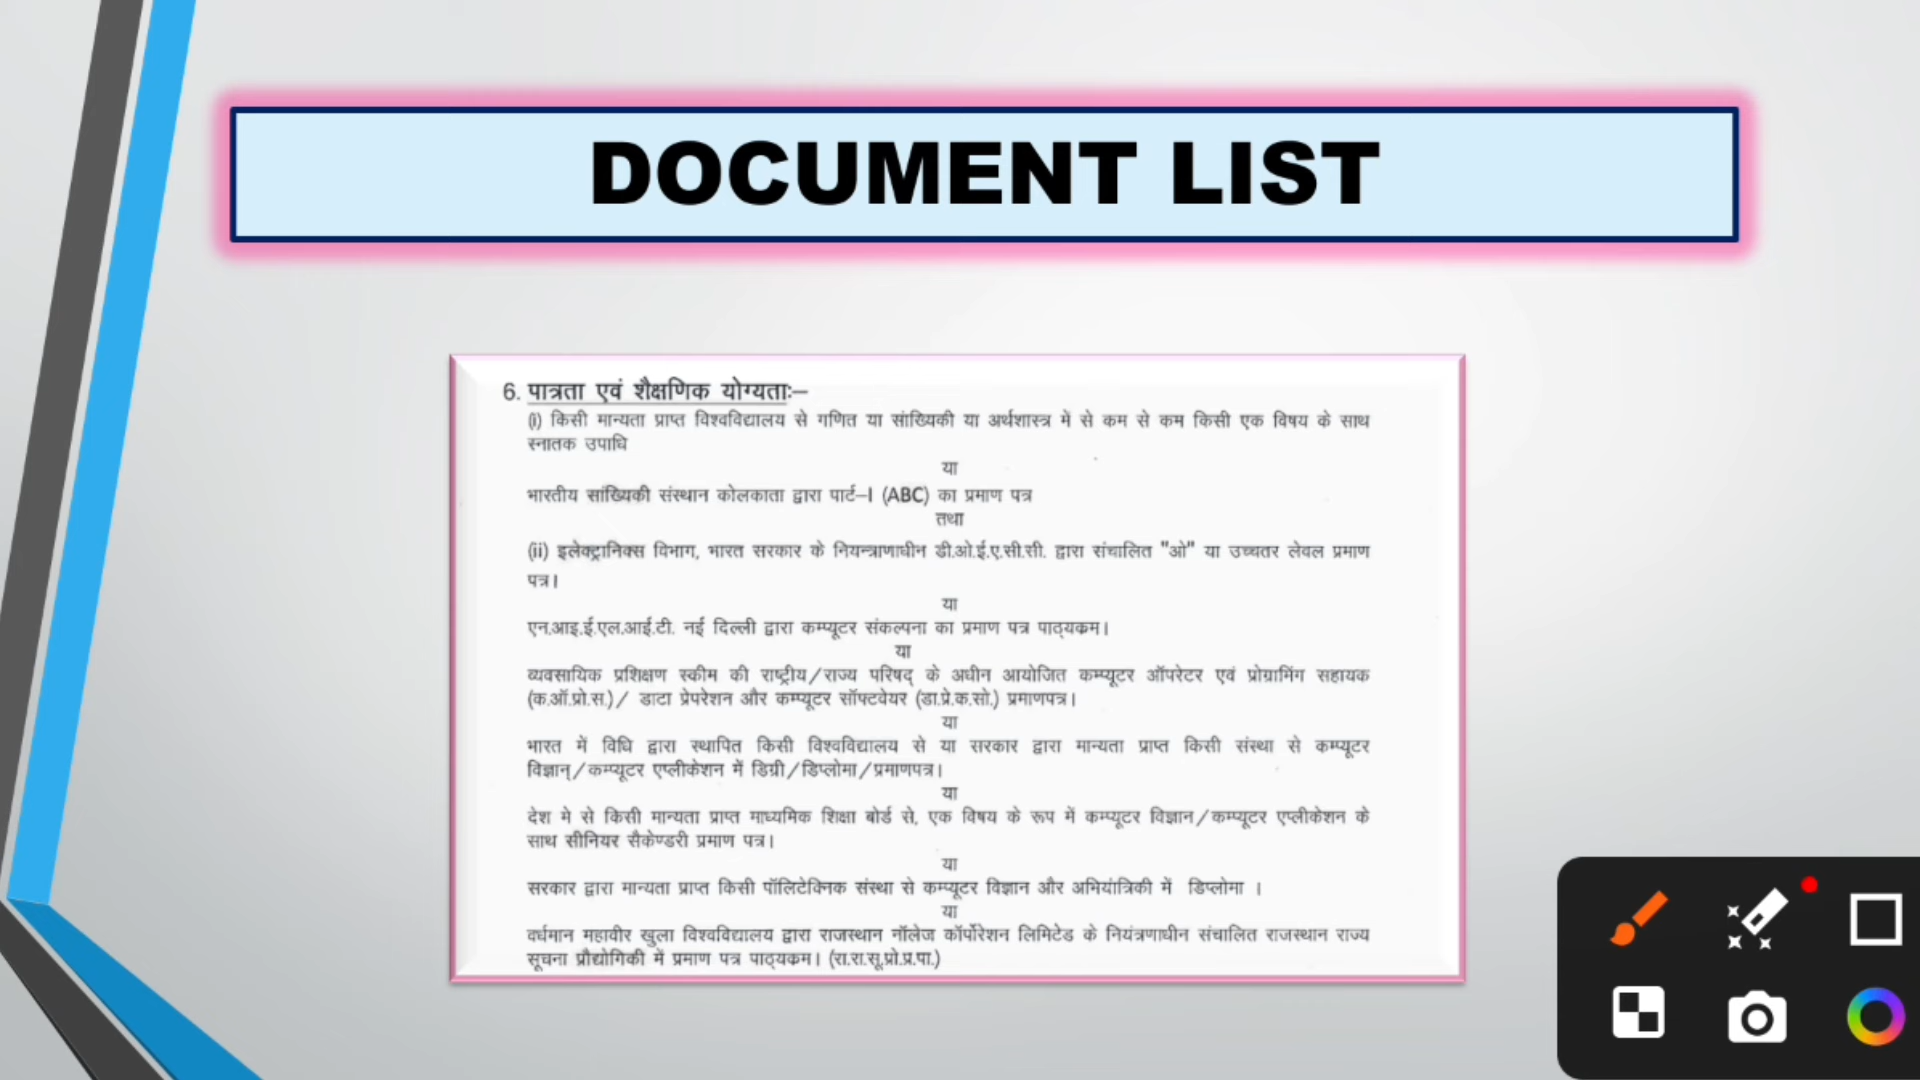 DOCUMENT LIST
6. पात्रता एवं शैक्षणिक योग्यताः–
(i) किसी मान्यता प्राप्त विश्वविद्यालय से गणित या सांख्यिकी या अर्थशास्त्र में से कम से कम किसी एक विषय के साथ
स्नातक उपाधि
या
भारतीय सांख्यिकी संस्थान कोलकाता द्वारा पार्ट–I (ABC) का प्रमाण पत्र
तथा
(ii) इलेक्ट्रानिक्स विभाग, भारत सरकार के नियन्त्राणाधीन डी.ओ.ई.ए.सी.सी. द्वारा संचालित "ओ" या उच्चतर लेवल प्रमाण
पत्र।
या
एन.आइ.ई.एल.आई.टी. नई दिल्ली द्वारा कम्प्यूटर संकल्पना का प्रमाण पत्र पाठ्यक्रम।
या
व्यवसायिक प्रशिक्षण स्कीम की राष्ट्रीय/राज्य परिषद् के अधीन आयोजित कम्प्यूटर ऑपरेटर एवं प्रोग्रामिंग सहायक
(क.ऑ.प्रो.स.)/ डाटा प्रेपरेशन और कम्प्यूटर सॉफ्टवेयर (डा.प्रे.क.सो.) प्रमाणपत्र।
या
भारत में विधि द्वारा स्थापित किसी विश्वविद्यालय से या सरकार द्वारा मान्यता प्राप्त किसी संस्था से कम्प्यूटर
विज्ञान्/कम्प्यूटर एप्लीकेशन में डिग्री/डिप्लोमा/प्रमाणपत्र।
या
देश मे से किसी मान्यता प्राप्त माध्यमिक शिक्षा बोर्ड से, एक विषय के रूप में कम्प्यूटर विज्ञान/कम्प्यूटर एप्लीकेशन के
साथ सीनियर सैकेण्डरी प्रमाण पत्र।
या
सरकार द्वारा मान्यता प्राप्त किसी पॉलिटेक्निक संस्था से कम्प्यूटर विज्ञान और अभियांत्रिकी में डिप्लोमा ।
या
वर्धमान महावीर खुला विश्वविद्यालय द्वारा राजस्थान नॉलेज कॉर्पोरेशन लिमिटेड के नियंत्रणाधीन संचालित राजस्थान राज्य
सूचना प्रौद्योगिकी में प्रमाण पत्र पाठ्यक्रम। (रा.रा.सू.प्रो.प्र.पा.)